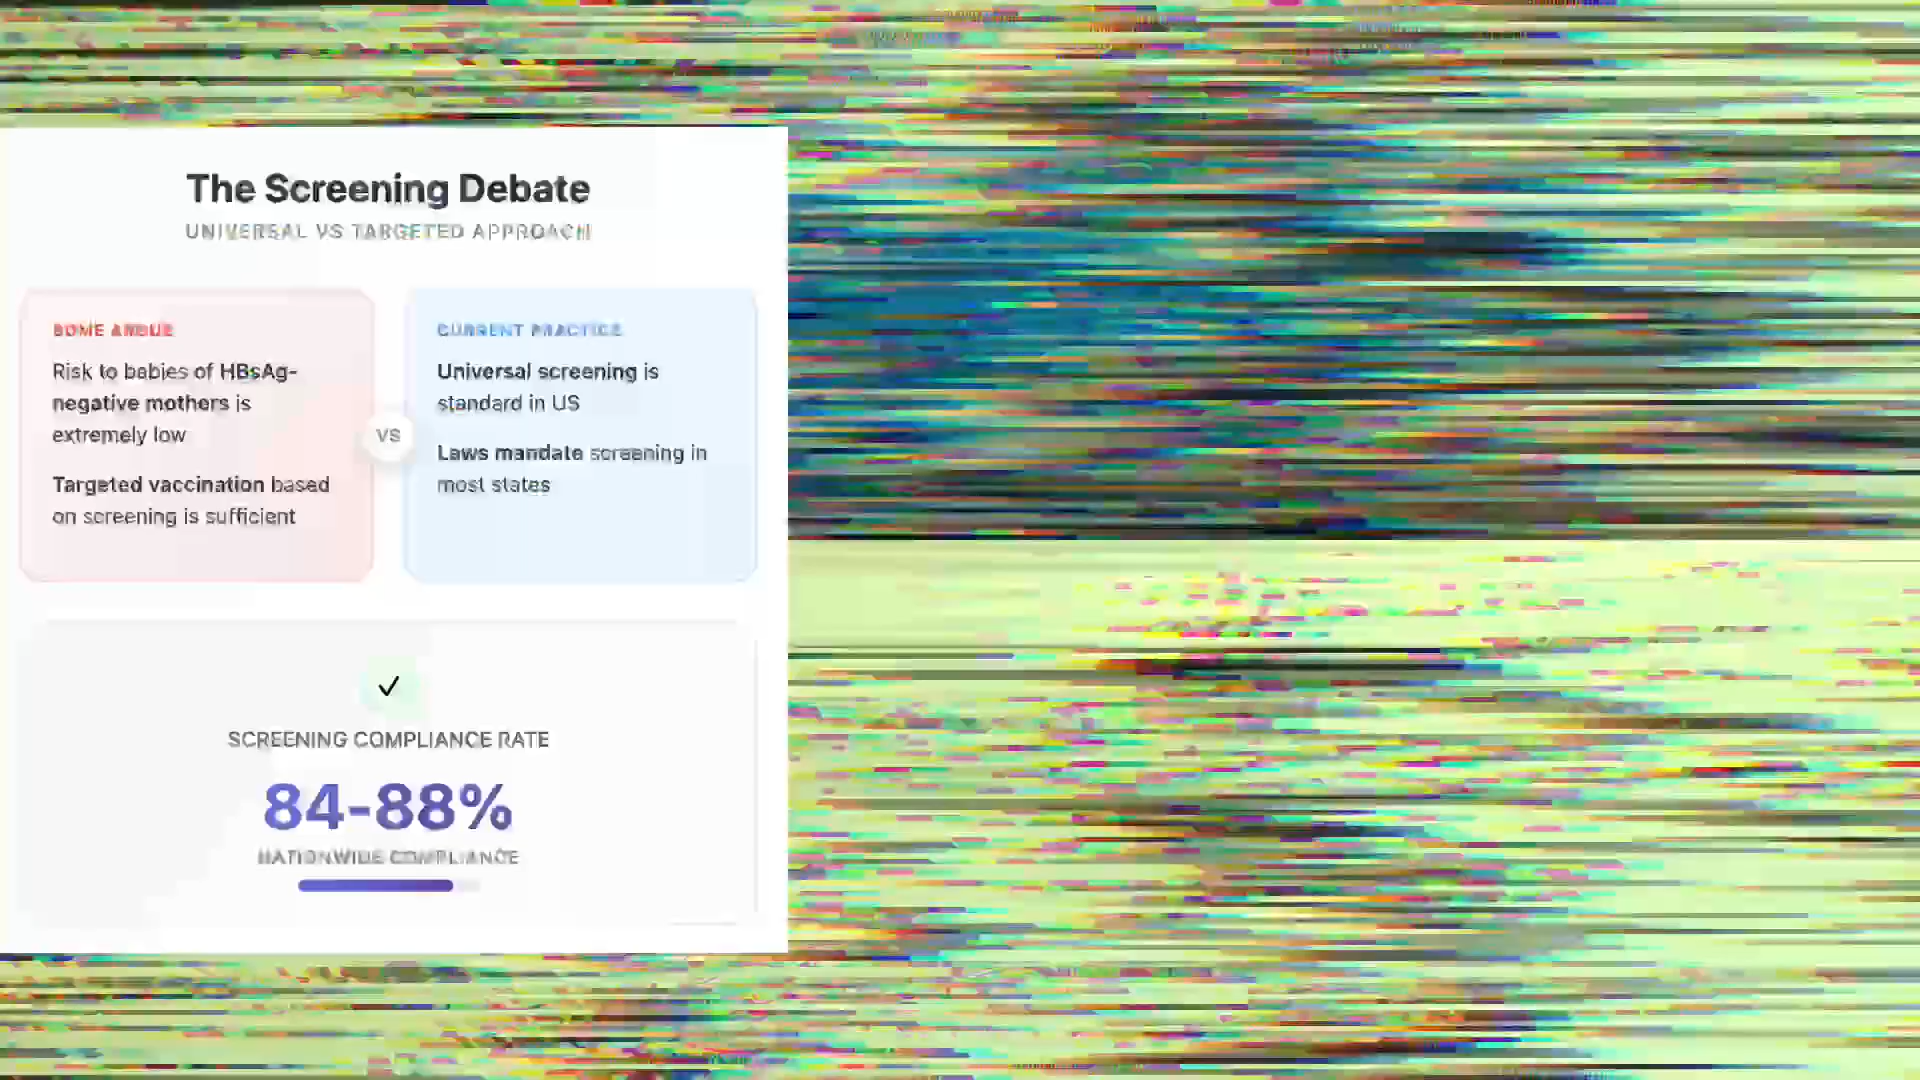 The Screening Debate
UNIVERSAL VS TARGETED APPROACH
SOME ARGUE
Risk to babies of HBsAg-
negative mothers is
extremely low
Targeted vaccination based
on screening is sufficient
VS
CURRENT PRACTICE
Universal screening is
standard in US
Laws mandate screening in
most states
✓
SCREENING COMPLIANCE RATE
84-88%
NATIONWIDE COMPLIANCE